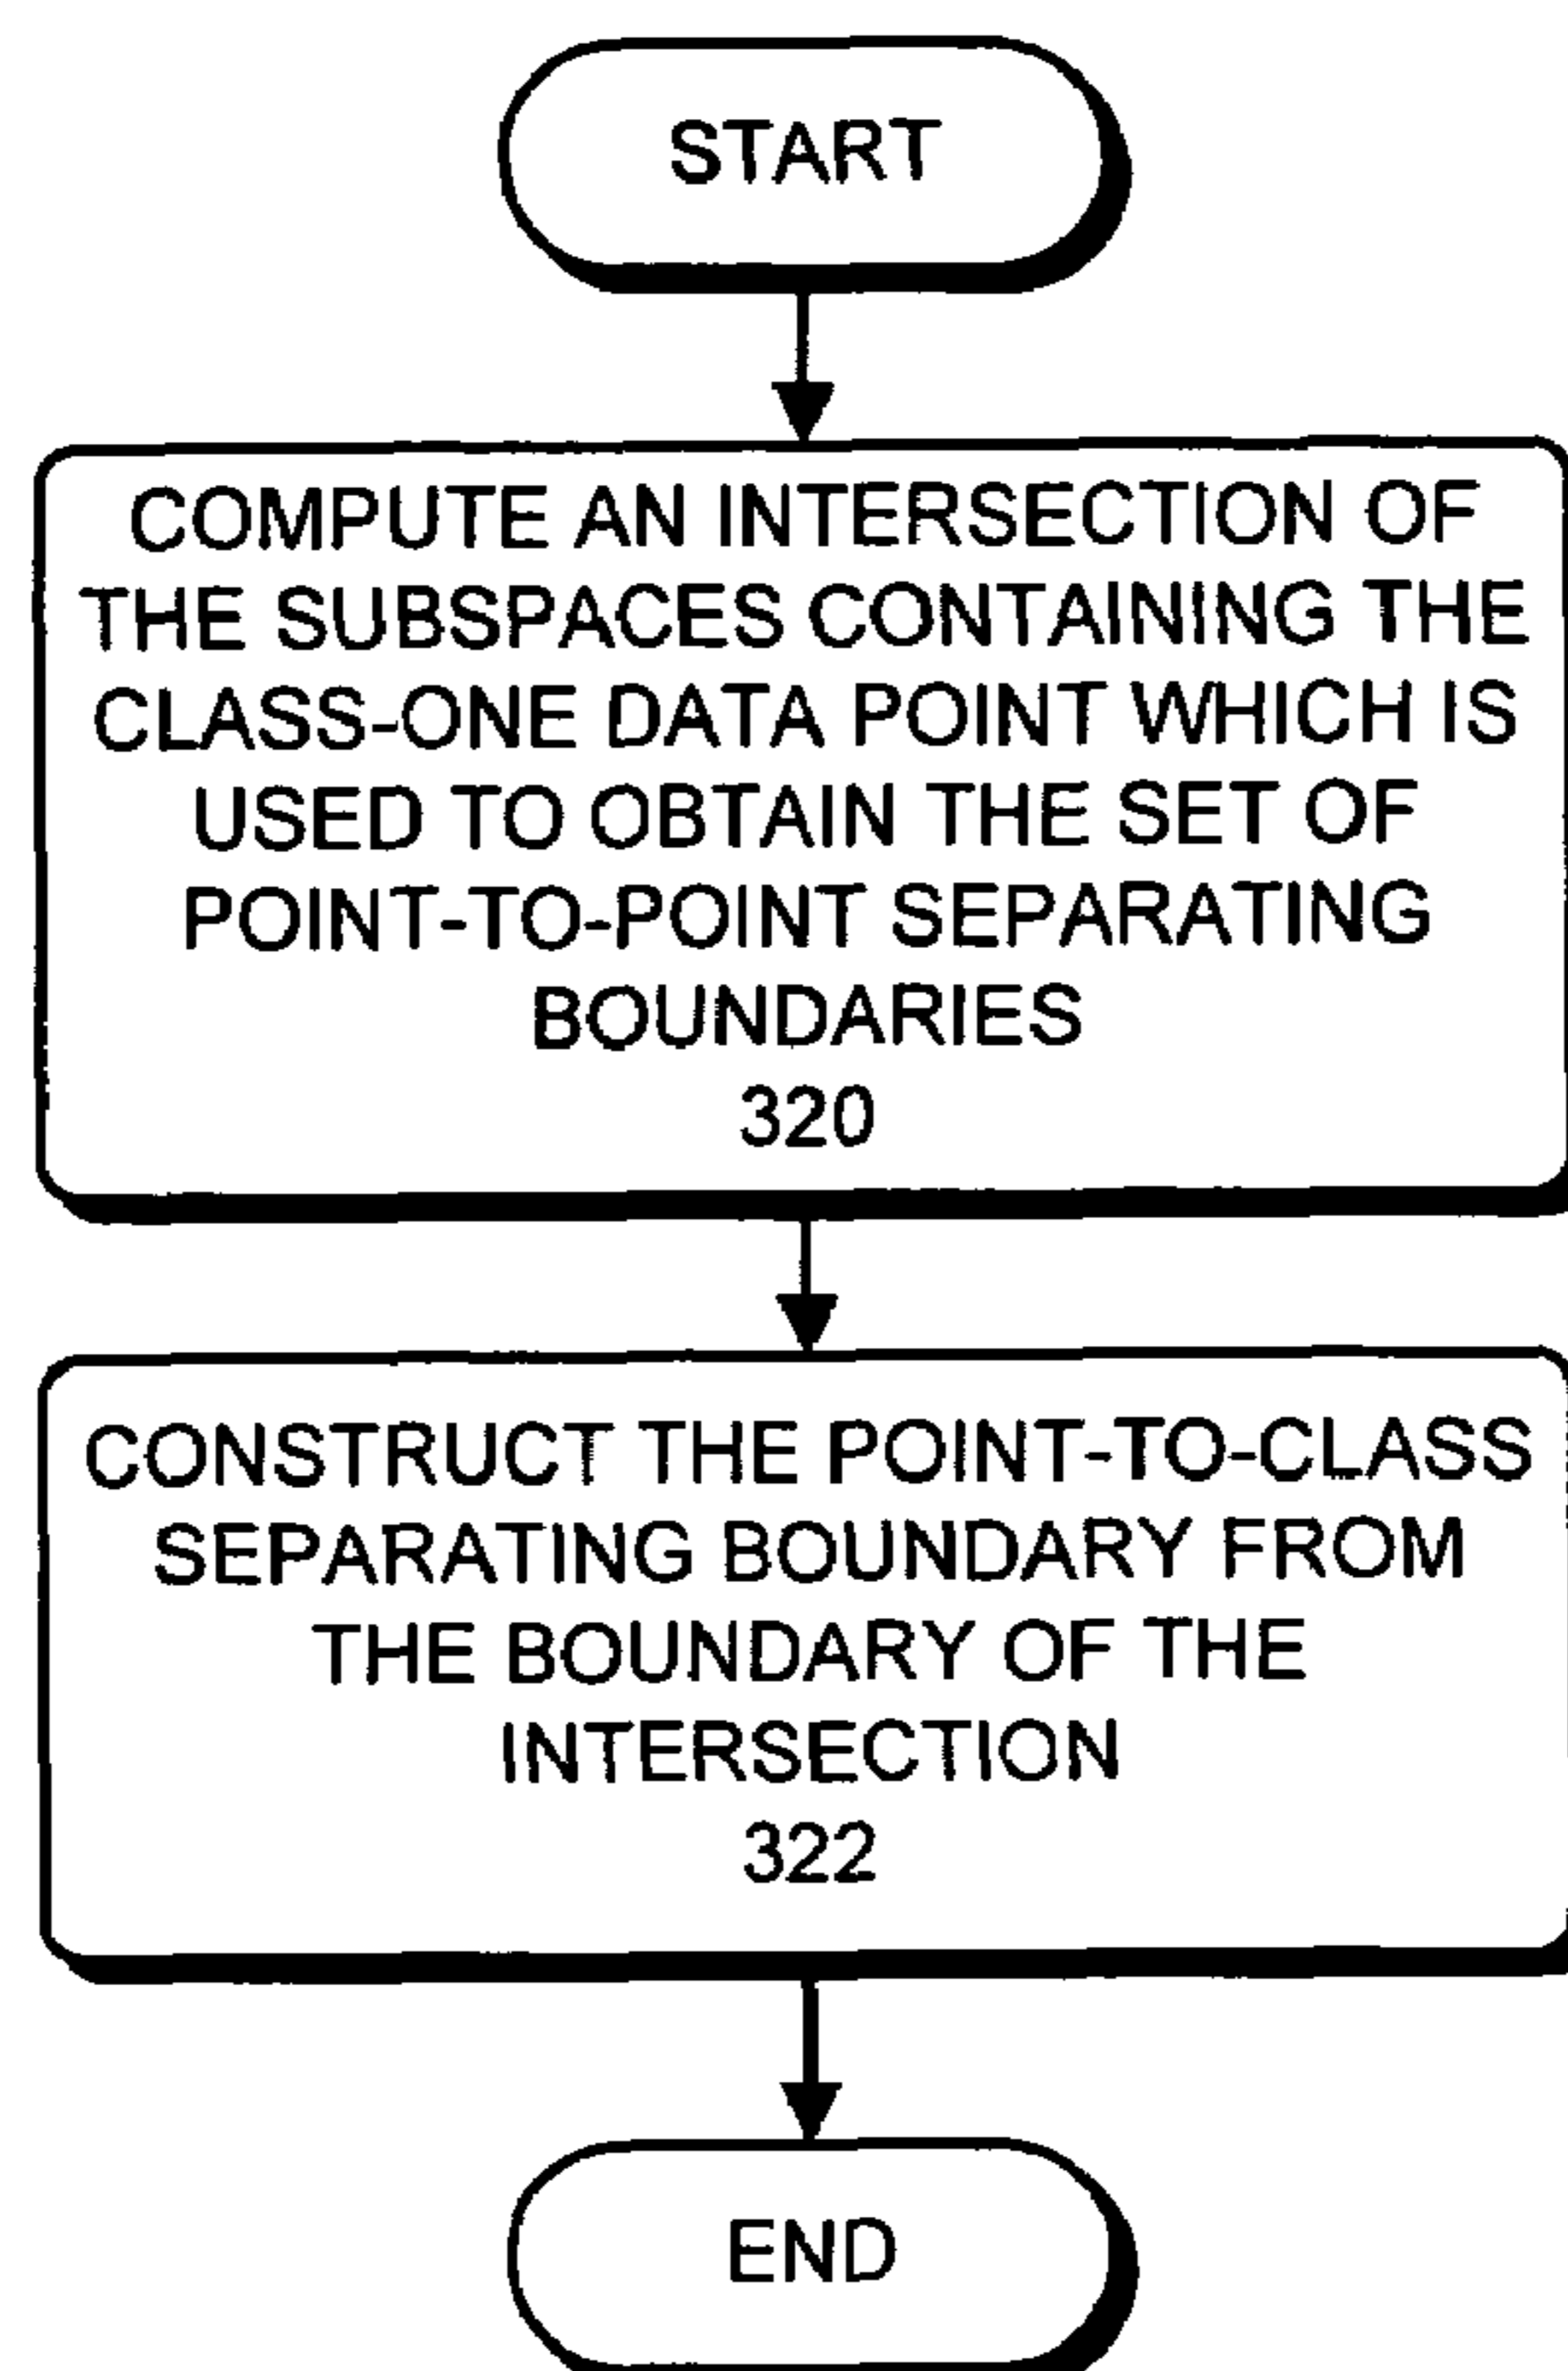 START
COMPUTE AN INTERSECTION OF
THE SUBSPACES CONTAINING THE
CLASS-ONE DATA POINT WHICH IS
USED TO OBTAIN THE SET OF
POINT-TO-POINT SEPARATING
BOUNDARIES
320
CONSTRUCT THE POINT-TO-CLASS
SEPARATING BOUNDARY FROM
THE BOUNDARY OF THE
INTERSECTION
322
END